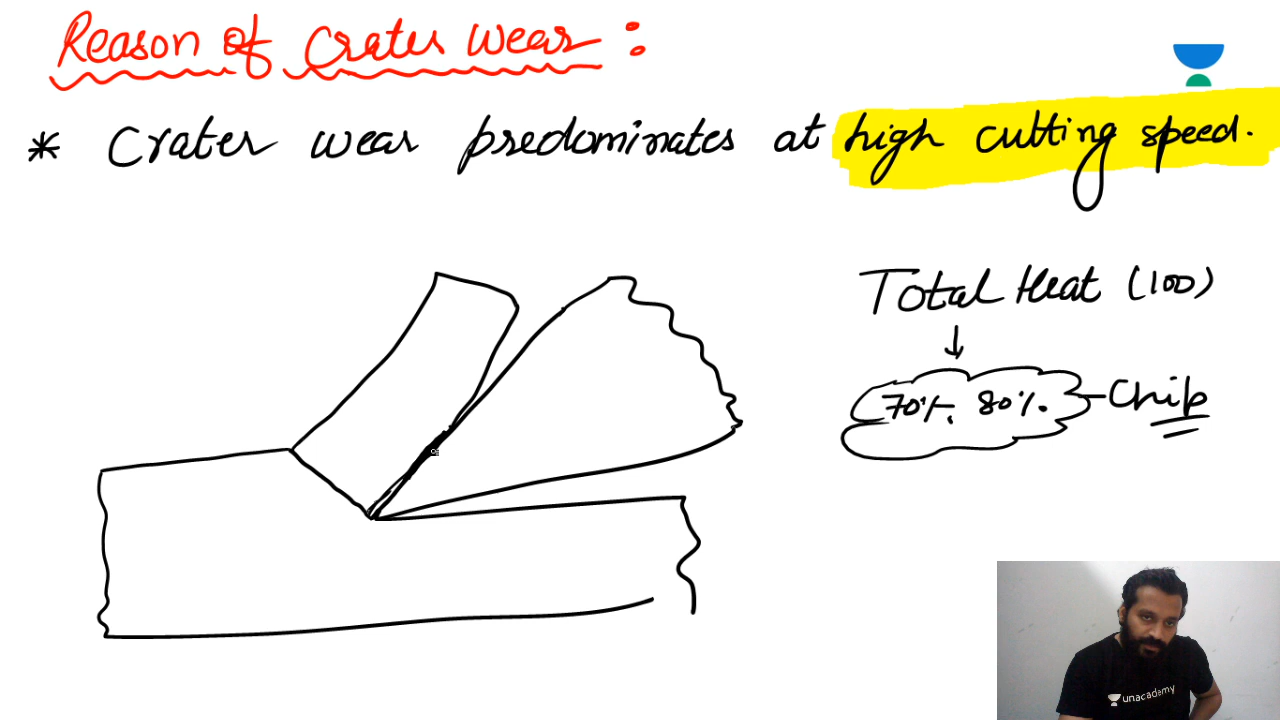 Reason of Crater wear :
* Crater wear predominates at high cutting speed.
Total Heat (100)
↓
70%. 80%. - Chip
unacademy